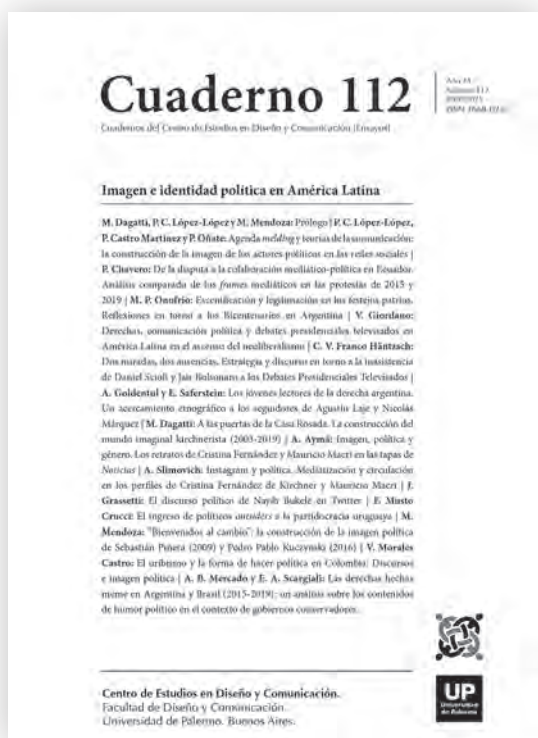 Cuaderno 112
Cuadernos del Centro de Estudios en Diseño y Comunicación [Ensayos]
Imagen e identidad política en América Latina
M. Dagatti, P. C. López-López y M. Mendoza: Prólogo | P. C. López-López,
P. Castro Martínez y P. Oñate: Agenda melding y teorías de la comunicación:
la construcción de la imagen de los actores políticos en las redes sociales |
P. Chavero: De la disputa a la colaboración mediático-política en Ecuador.
Análisis comparado de los frames mediáticos en las protestas de 2015 y
2019 | M. P. Onofrio: Escenificación y legitimación en los festejos patrios.
Reflexiones en torno a los Bicentenarios en Argentina | V. Giordano:
Derechas, comunicación política y debates presidenciales televisados en
América Latina en el ascenso del neoliberalismo | C. V. Franco Häntzsch:
Dos miradas, dos ausencias. Estrategia y discurso en torno a la inasistencia
de Daniel Scioli y Jair Bolsonaro a los Debates Presidenciales Televisados |
A. Goldentul y E. Saferstein: Los jóvenes lectores de la derecha argentina.
Un acercamiento etnográfico a los seguidores de Agustín Laje y Nicolás
Márquez | M. Dagatti: A las puertas de la Casa Rosada. La construcción del
mundo imaginal kirchnerista (2003-2019) | A. Aymá: Imagen, política y
género. Los retratos de Cristina Fernández y Mauricio Macri en las tapas de
Noticias | A. Slimovich: Instagram y política. Mediatización y circulación
en los perfiles de Cristina Fernández de Kirchner y Mauricio Macri | J.
Grassetti: El discurso político de Nayib Bukele en Twitter | F. Musto
Crucci: El ingreso de políticos outsiders a la partidocracia uruguaya | M.
Mendoza: "Bienvenidos al cambio": la construcción de la imagen política
de Sebastián Piñera (2009) y Pedro Pablo Kuczynski (2016) | V. Morales
Castro: El uribismo y la forma de hacer política en Colombia: Discursos
e imagen política | A. B. Mercado y E. A. Scargiali: Las derechas hechas
meme en Argentina y Brasil (2015-2019): un análisis sobre los contenidos
de humor político en el contexto de gobiernos conservadores.
Centro de Estudios en Diseño y Comunicación.
Facultad de Diseño y Comunicación.
Universidad de Palermo. Buenos Aires.
UP
Universidad
de Palermo